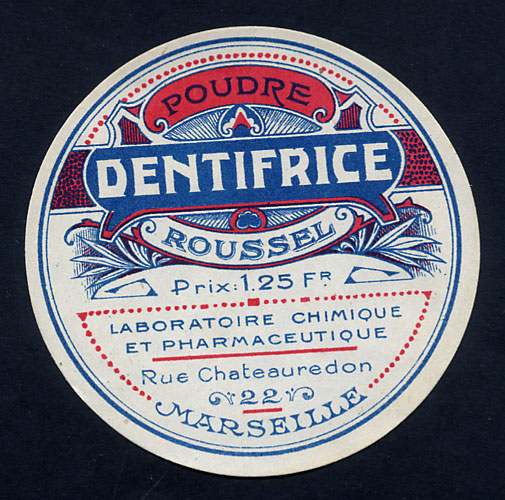 POUDRE
DENTIFRICE
ROUSSEL
Prix: 1.25 FR.
LABORATOIRE CHIMIQUE
ET PHARMACEUTIQUE
Rue Chateauredon
22
MARSEILLE